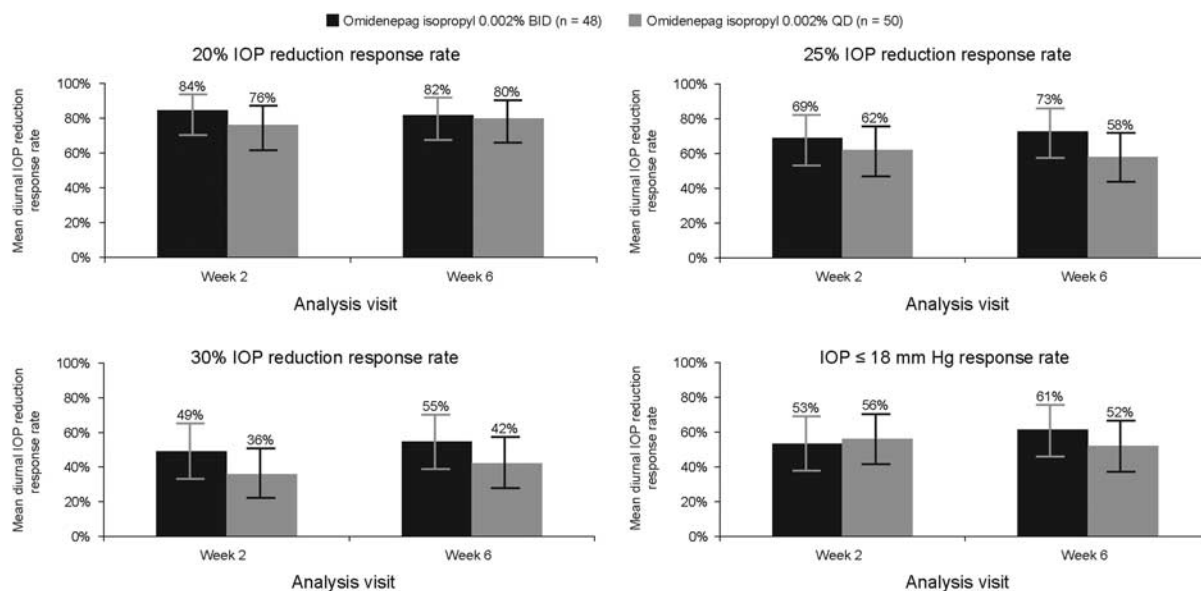 Omidenepag isopropyl 0.002% BID (n = 48) Omidenepag isopropyl 0.002% QD (n = 50)
20% IOP reduction response rate
Mean diurnal IOP reduction
response rate
100%
80%
60%
40%
20%
0%
84%
76%
82%
80%
Week 2
Week 6
Analysis visit
25% IOP reduction response rate
Mean diurnal IOP reduction
response rate
100%
80%
60%
40%
20%
0%
69%
62%
73%
58%
Week 2
Week 6
Analysis visit
30% IOP reduction response rate
Mean diurnal IOP reduction
response rate
100%
80%
60%
40%
20%
0%
49%
36%
55%
42%
Week 2
Week 6
Analysis visit
IOP ≤ 18 mm Hg response rate
Mean diurnal IOP reduction
response rate
100%
80%
60%
40%
20%
0%
53%
56%
61%
52%
Week 2
Week 6
Analysis visit